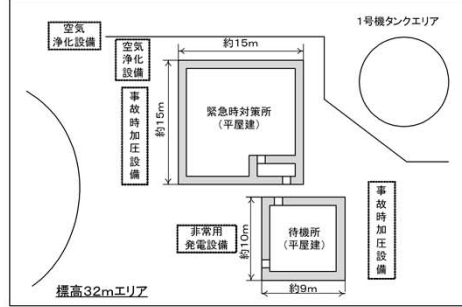 空気
浄化設備
空気
浄化
設備
約15m
1号機タンクエリア
事故時加圧設備
約15m
緊急時対策所
（平屋建）
非常用
発電設備
約10m
待機所
（平屋建）
事故時加圧設備
約9m
標高32mエリア